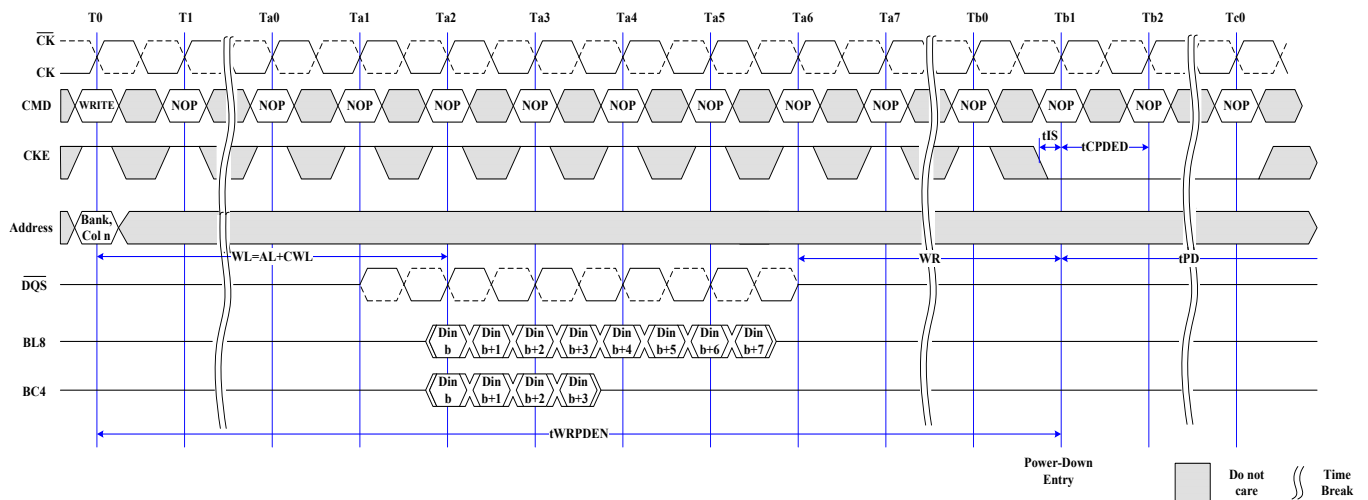 T0 T1 Ta0 Ta1 Ta2 Ta3 Ta4 Ta5 Ta6 Ta7 Tb0 Tb1 Tb2 Tc0
CK
CK
CMD WRITE NOP NOP NOP NOP NOP NOP NOP NOP NOP NOP NOP NOP NOP
tIS tCPDED
CKE
Address Bank,
Col n
WL=AL+CWL WR tPD
DQS
BL8 Din Din Din Din Din Din Din Din
b b+1 b+2 b+3 b+4 b+5 b+6 b+7
BC4 Din Din Din Din
b b+1 b+2 b+3
tWRPDEN
Power-Down
Entry
Do not
care
Time
Break